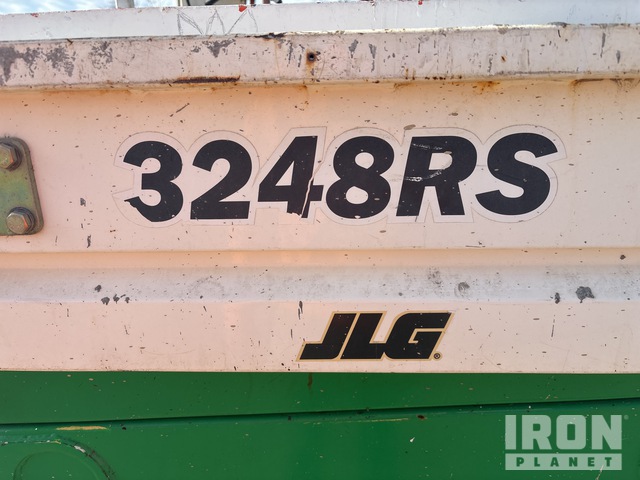 3248RS
JLG
IRON
PLANET